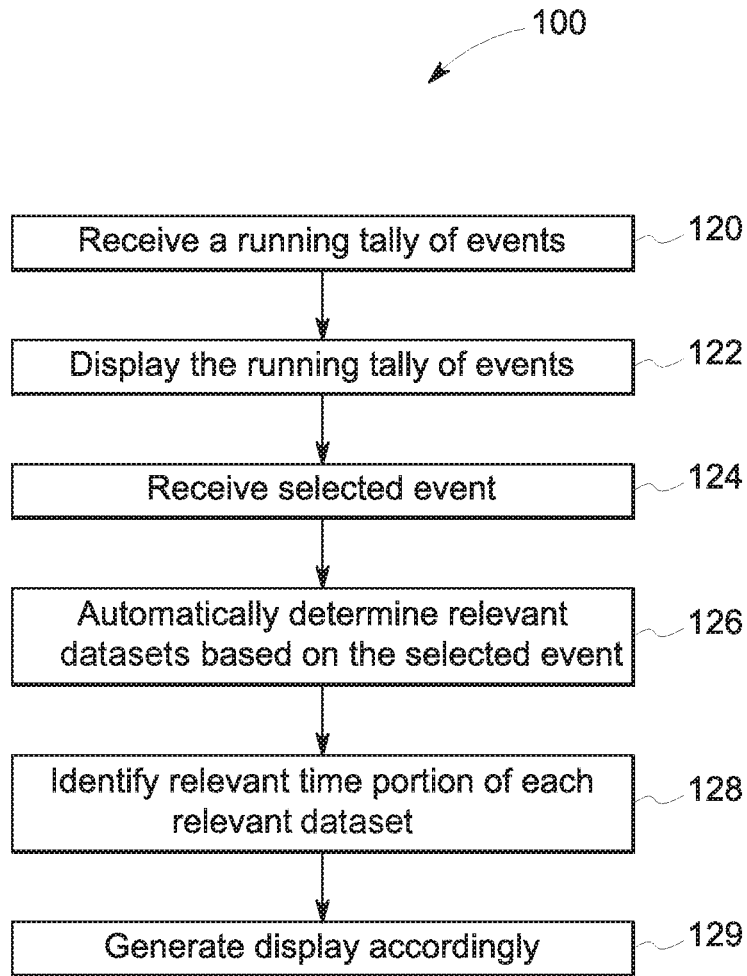 100
Receive a running tally of events
120
Display the running tally of events
122
Receive selected event
124
Automatically determine relevant
datasets based on the selected event
126
Identify relevant time portion of each
relevant dataset
128
Generate display accordingly
129